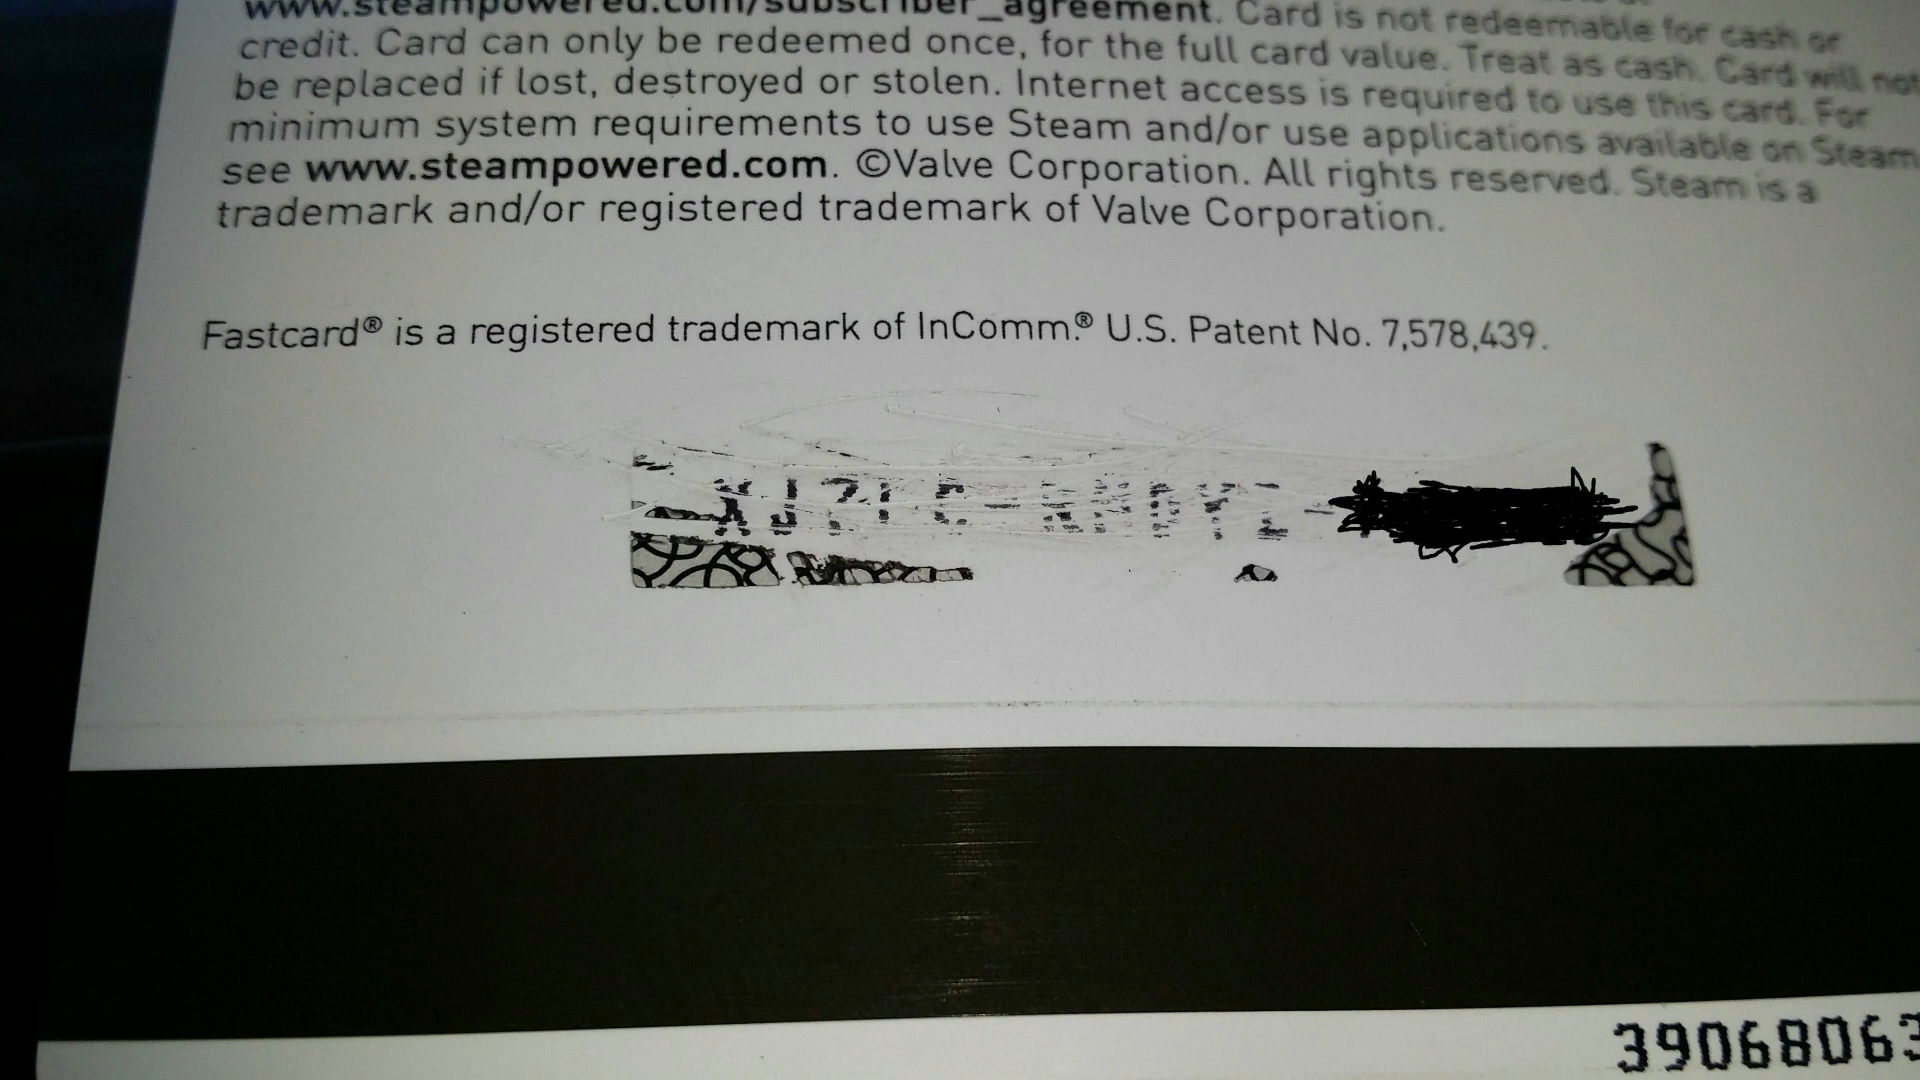 www.steampowered.com/subscriber_agreement. Card is not redeemable for cash or
credit. Card can only be redeemed once, for the full card value. Treat as cash. Card will not
be replaced if lost, destroyed or stolen. Internet access is required to use this card. For
minimum system requirements to use Steam and/or use applications available on Steam
see www.steampowered.com. ©Valve Corporation. All rights reserved. Steam is a
trademark and/or registered trademark of Valve Corporation.
Fastcard® is a registered trademark of InComm.® U.S. Patent No. 7,578,439.
39068063